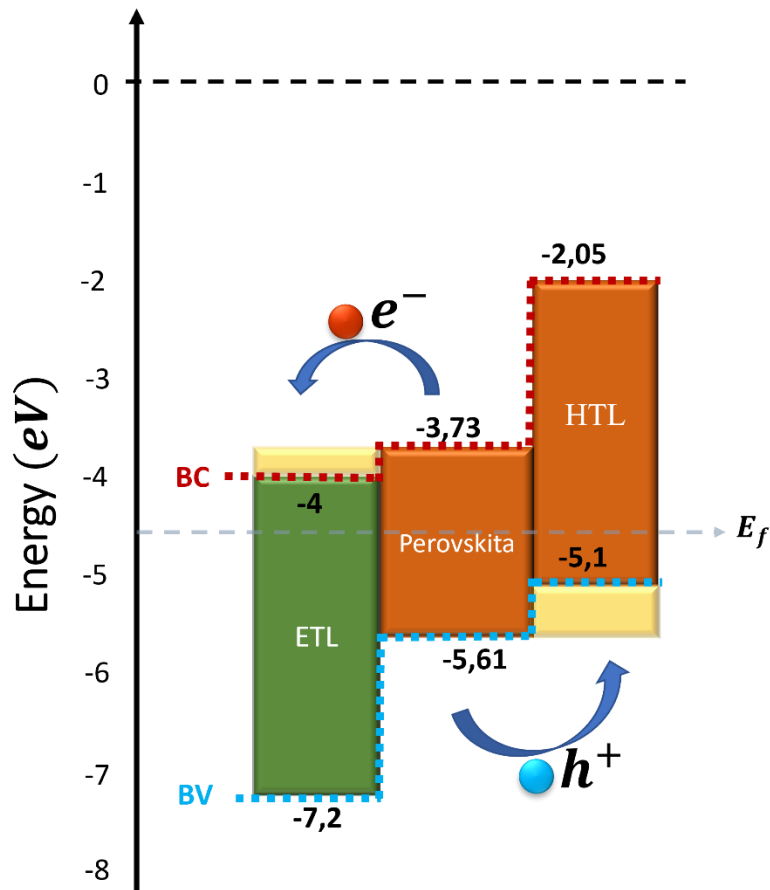 0
-1
-2
-3
-4
-5
-6
-7
-8
Energy (eV)
-2,05
e⁻
-3,73
HTL
BC
-4
Perovskita
E_f
-5,1
ETL
-5,61
h⁺
BV
-7,2